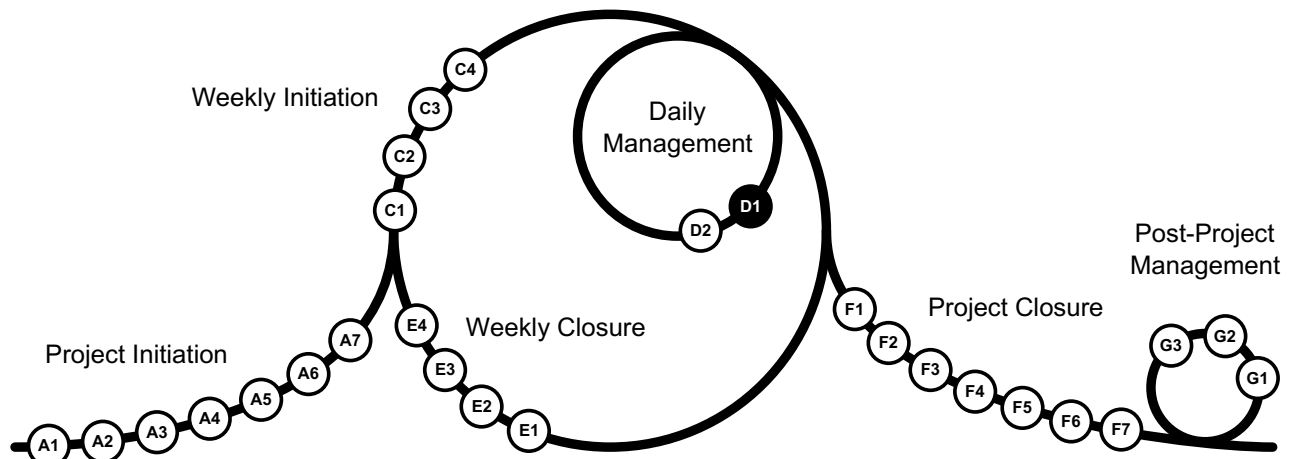 Weekly Initiation
C4
C3
C2
C1
Daily
Management
D1
D2
Post-Project
Management
G3
G2
G1
Project Initiation
A1
A2
A3
A4
A5
A6
A7
Weekly Closure
E4
E3
E2
E1
Project Closure
F1
F2
F3
F4
F5
F6
F7